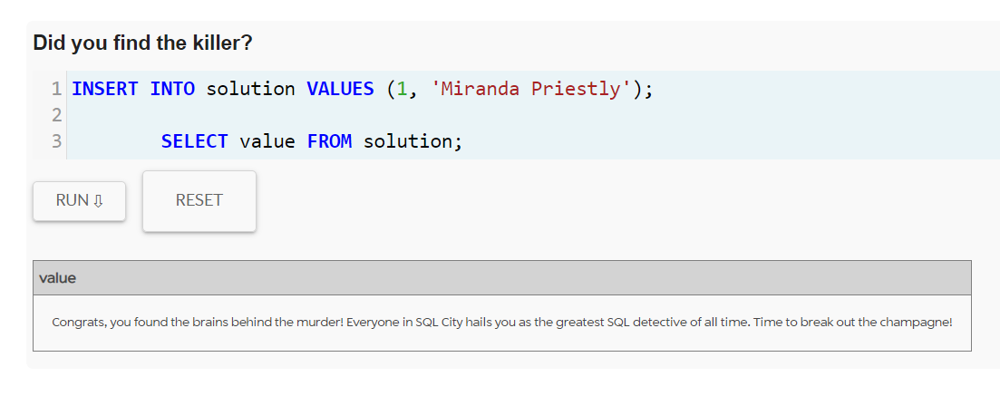 Did you find the killer?
1 INSERT INTO solution VALUES (1, 'Miranda Priestly');
2
3 SELECT value FROM solution;
RUN ⇩ RESET
value
Congrats, you found the brains behind the murder! Everyone in SQL City hails you as the greatest SQL detective of all time. Time to break out the champagne!